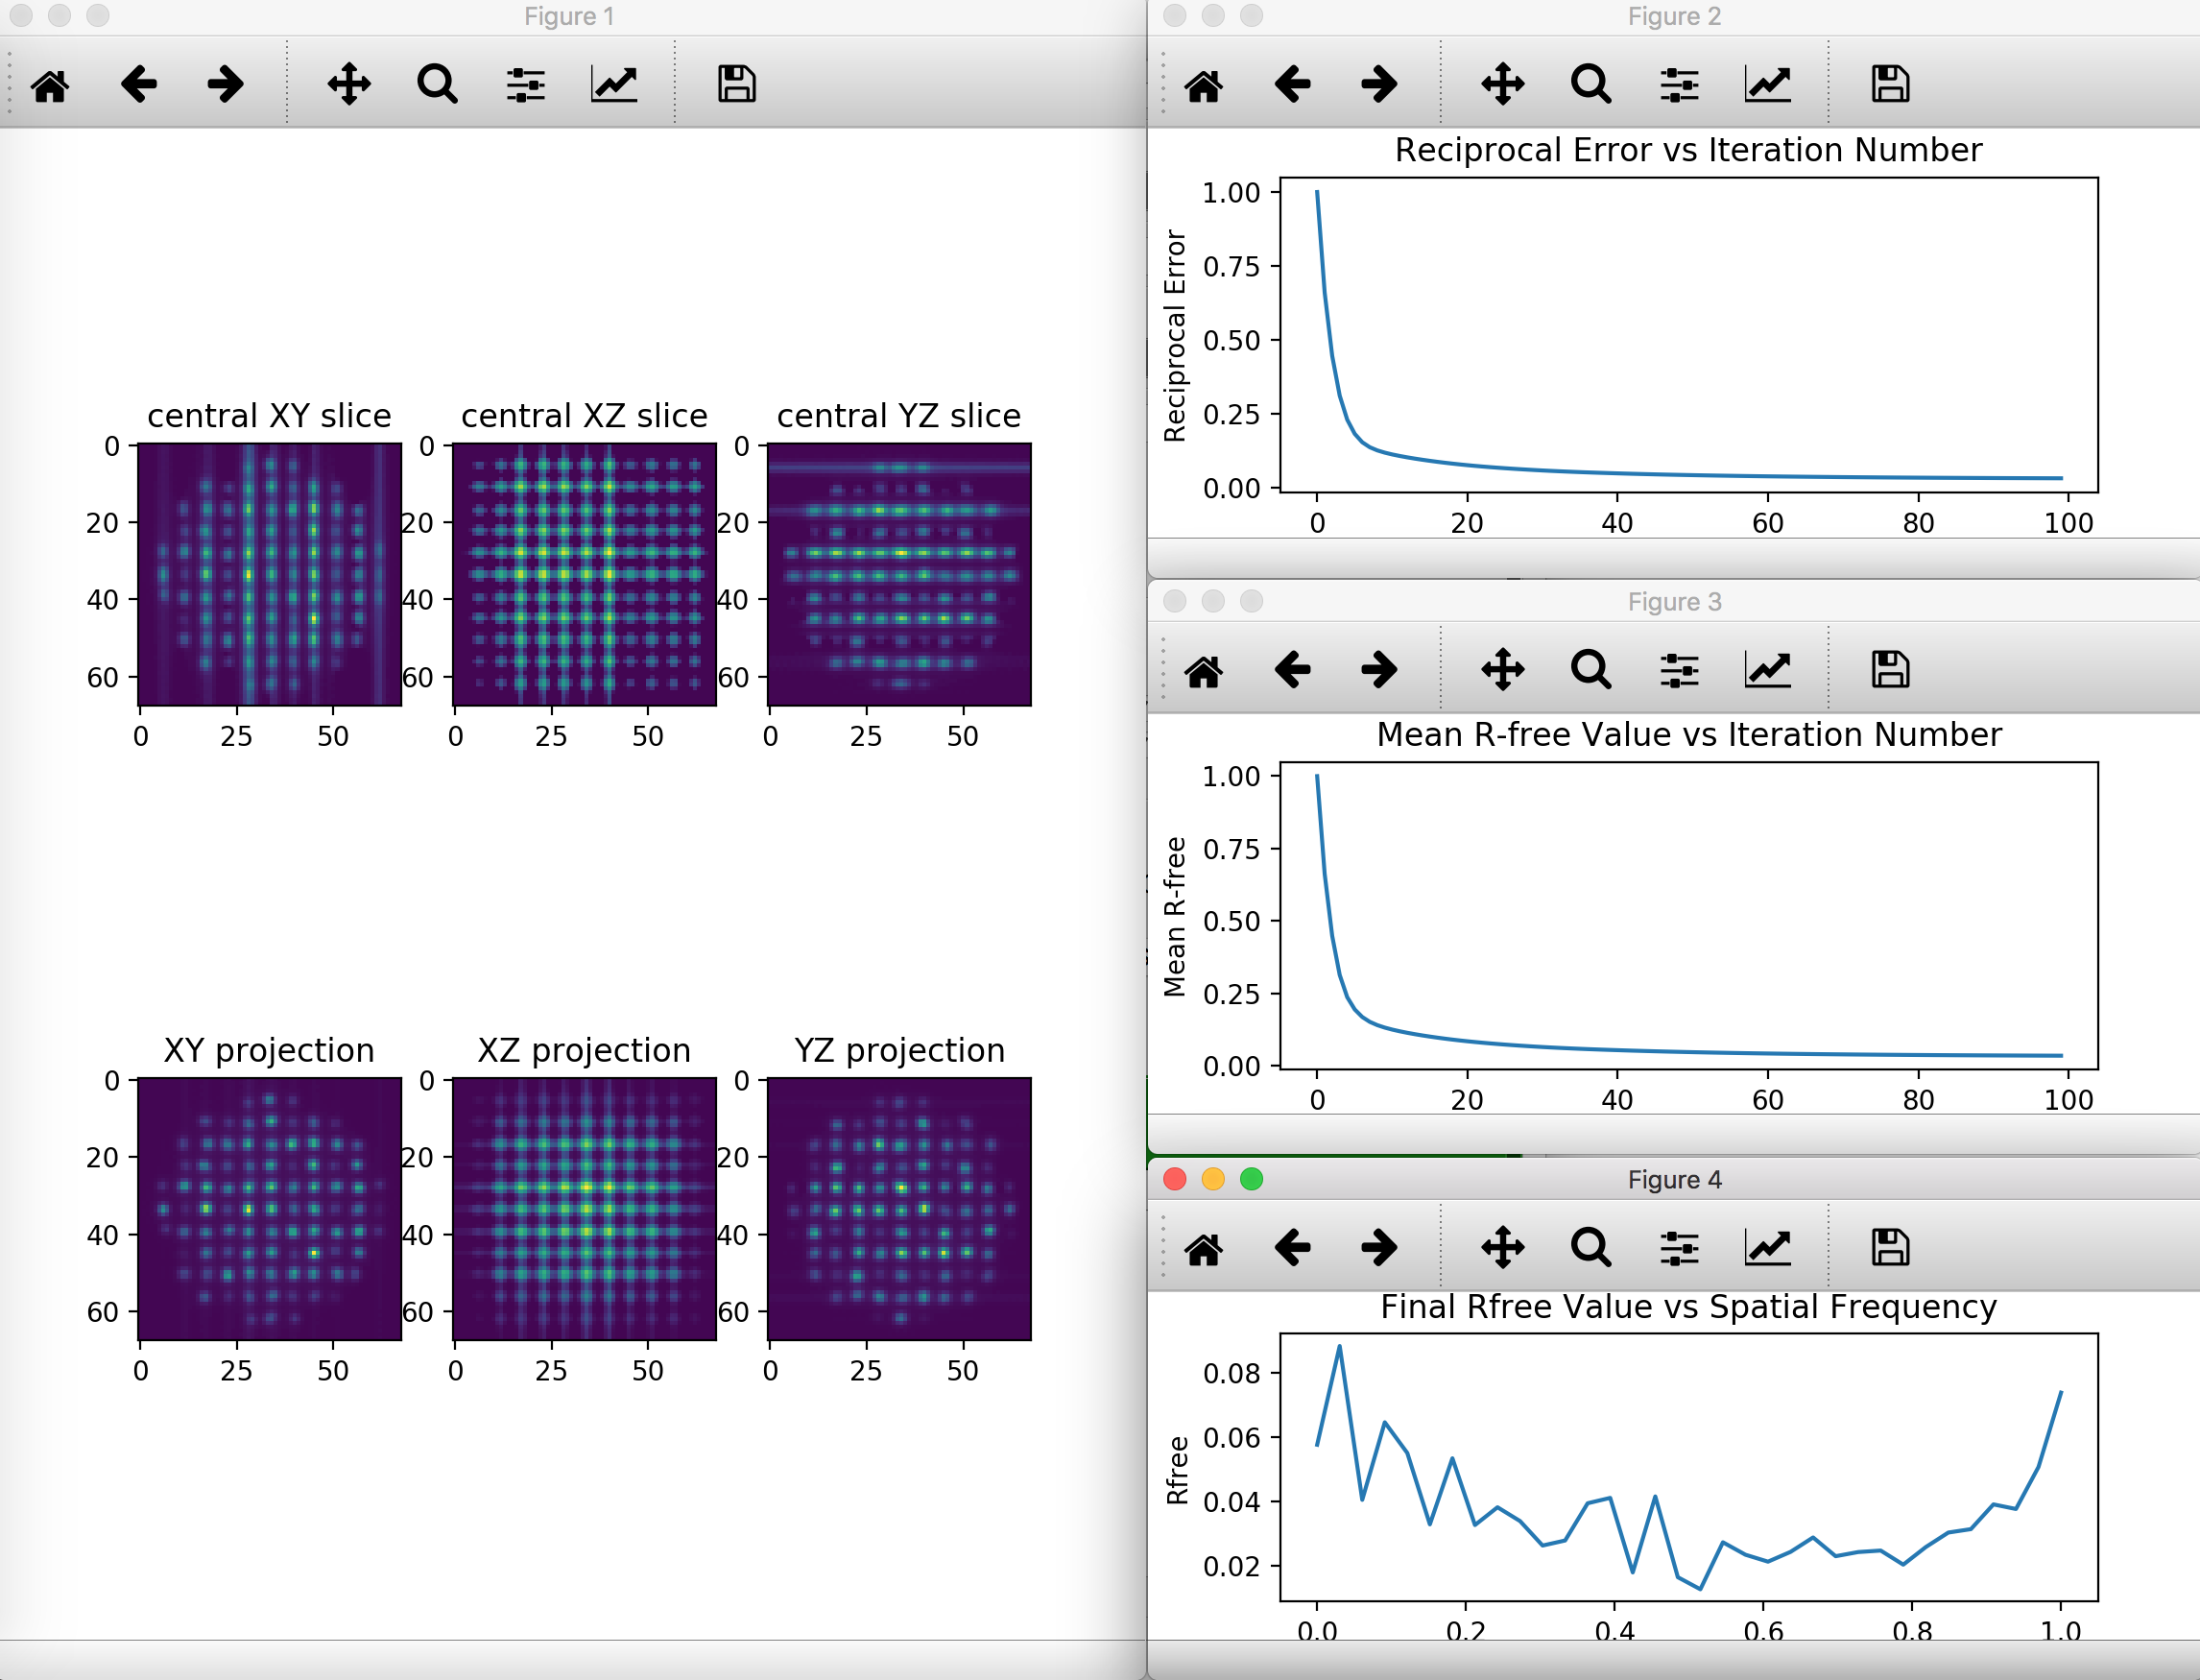 Figure 1
central XY slice
central XZ slice
central YZ slice
0
20
40
60
0 25 50
0
20
40
60
0 25 50
0
20
40
60
0 25 50
XY projection
XZ projection
YZ projection
0
20
40
60
0 25 50
0
20
40
60
0 25 50
0
20
40
60
0 25 50
Figure 2
Reciprocal Error vs Iteration Number
Reciprocal Error
1.00
0.75
0.50
0.25
0.00
0 20 40 60 80 100
Figure 3
Mean R-free Value vs Iteration Number
Mean R-free
1.00
0.75
0.50
0.25
0.00
0 20 40 60 80 100
Figure 4
Final Rfree Value vs Spatial Frequency
Rfree
0.08
0.06
0.04
0.02
0.0 0.2 0.4 0.6 0.8 1.0